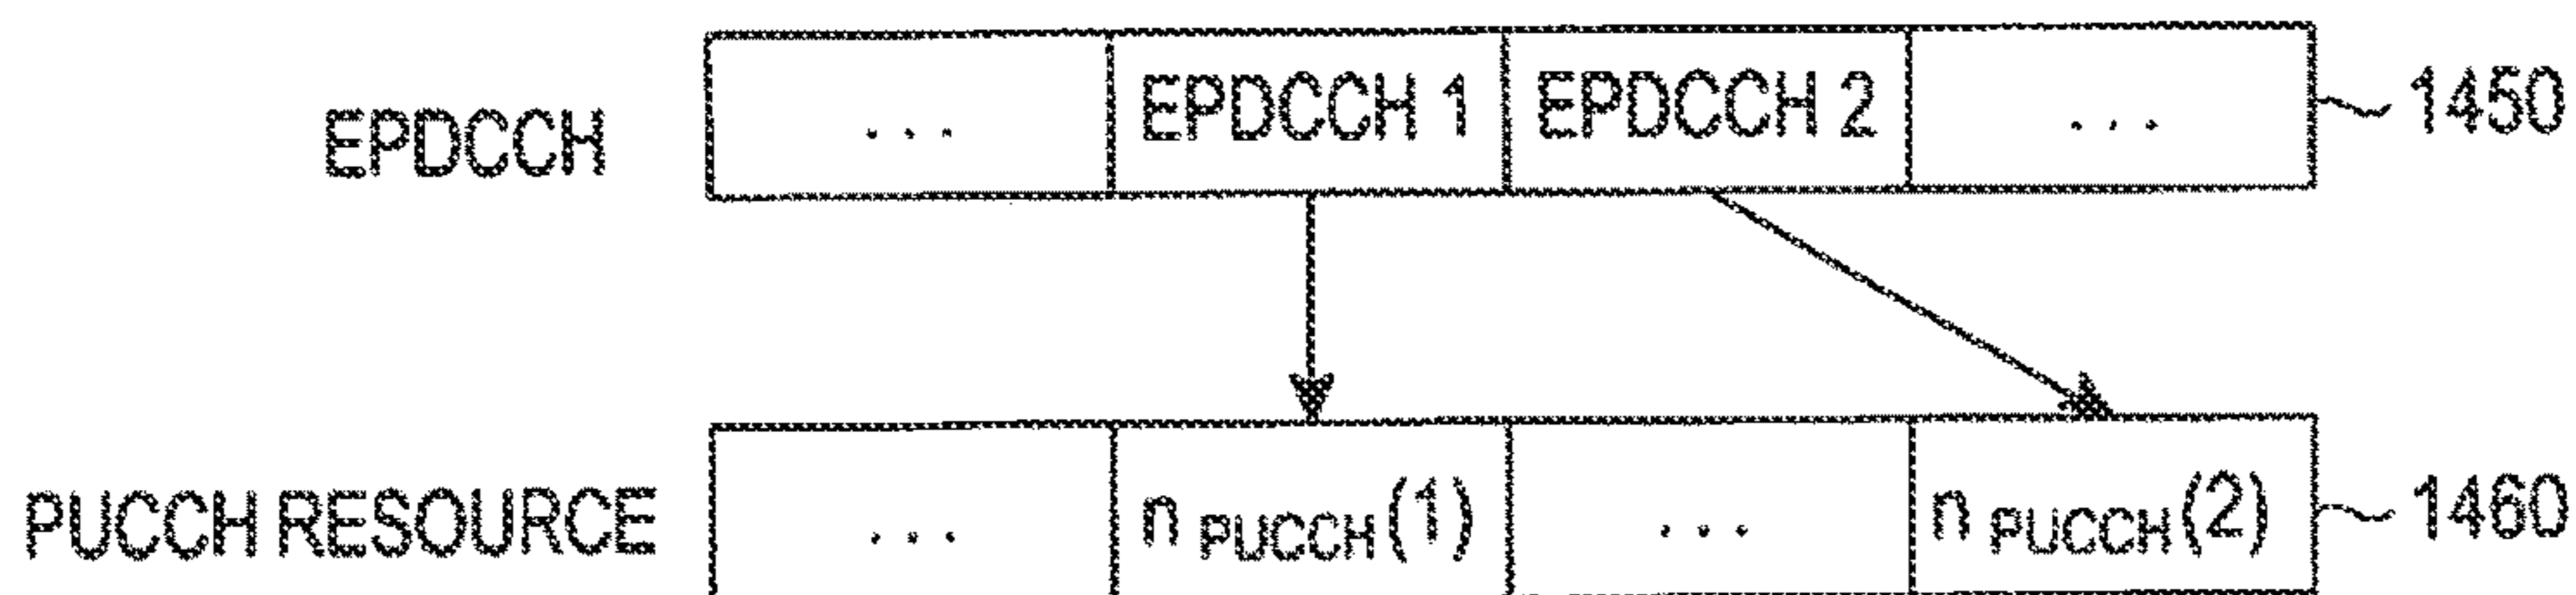 EPDCCH ... EPDCCH 1 EPDCCH 2 ... 1450
PUCCH RESOURCE ... n PUCCH (1) ... n PUCCH (2) 1460